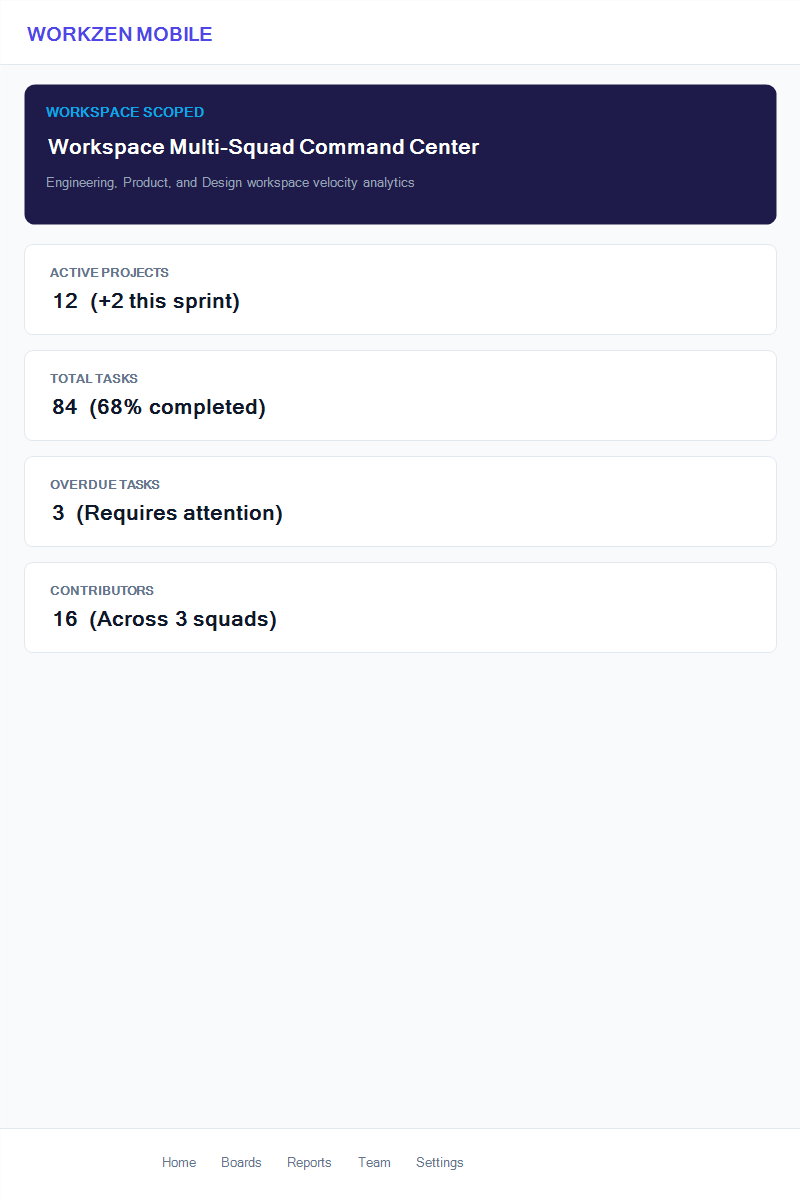 WORKZEN MOBILE
WORKSPACE SCOPED
Workspace Multi-Squad Command Center
Engineering, Product, and Design workspace velocity analytics
ACTIVE PROJECTS
12 (+2 this sprint)
TOTAL TASKS
84 (68% completed)
OVERDUE TASKS
3 (Requires attention)
CONTRIBUTORS
16 (Across 3 squads)
Home Boards Reports Team Settings